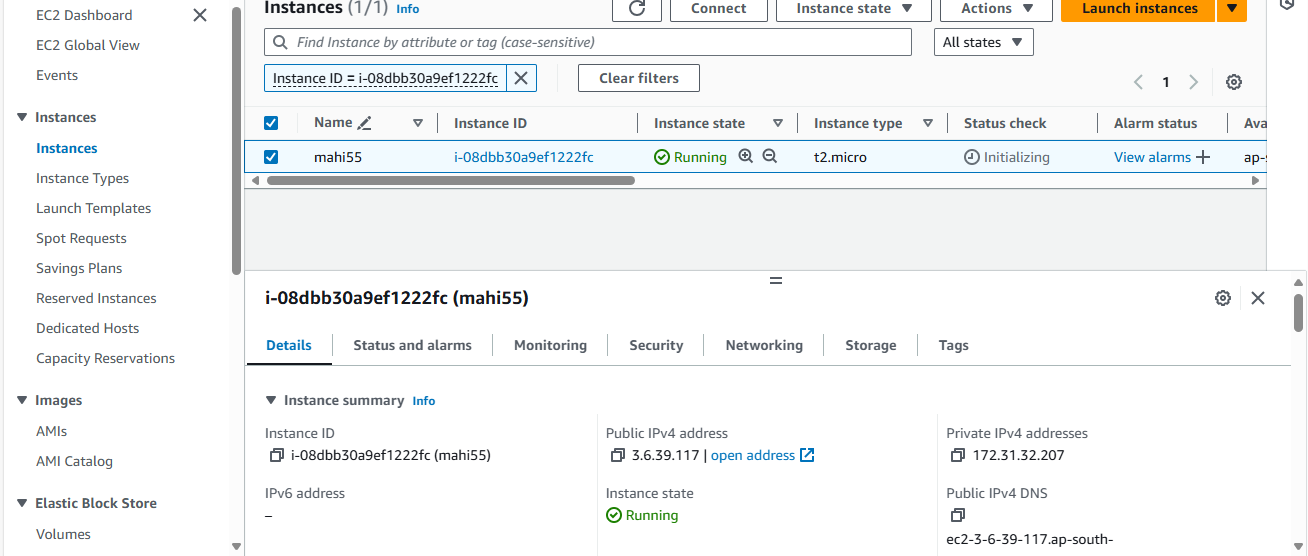 EC2 Dashboard
EC2 Global View
Events
Instances
Instances
Instance Types
Launch Templates
Spot Requests
Savings Plans
Reserved Instances
Dedicated Hosts
Capacity Reservations
Images
AMIs
AMI Catalog
Elastic Block Store
Volumes
Instances (1/1) Info
Connect
Instance state
Actions
Launch instances
Find Instance by attribute or tag (case-sensitive)
All states
Instance ID = i-08dbb30a9ef1222fc
Clear filters
1
Name Instance ID Instance state Instance type Status check Alarm status Ava
mahi55 i-08dbb30a9ef1222fc Running t2.micro Initializing View alarms ap-s
i-08dbb30a9ef1222fc (mahi55)
Details Status and alarms Monitoring Security Networking Storage Tags
Instance summary Info
Instance ID
i-08dbb30a9ef1222fc (mahi55)
Public IPv4 address
3.6.39.117 | open address
Private IPv4 addresses
172.31.32.207
IPv6 address
–
Instance state
Running
Public IPv4 DNS
ec2-3-6-39-117.ap-south-